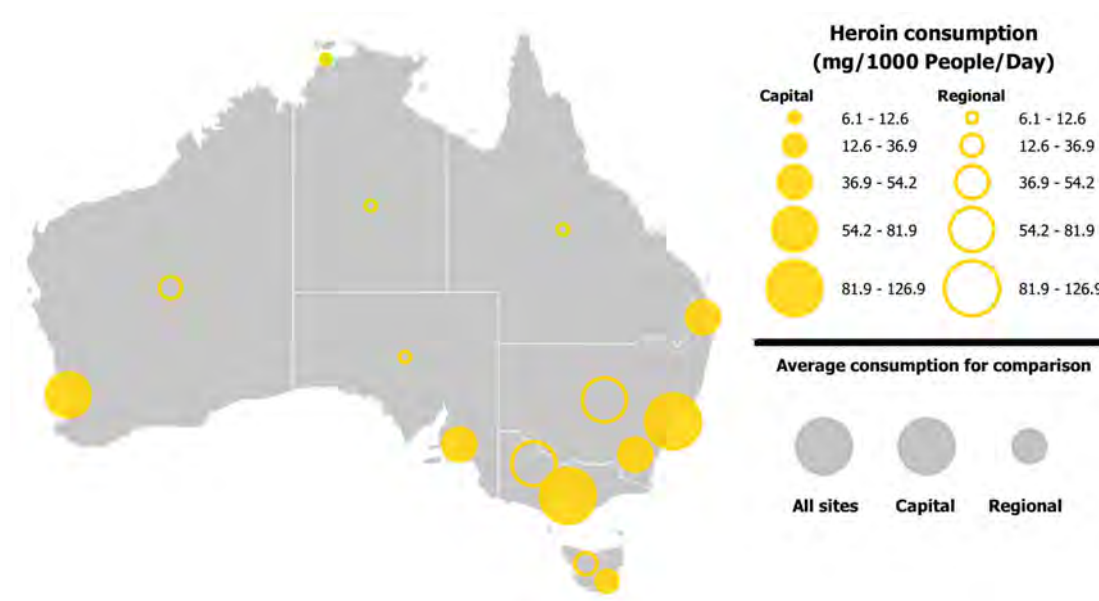 Heroin consumption
(mg/1000 People/Day)
Capital Regional
6.1 - 12.6 6.1 - 12.6
12.6 - 36.9 12.6 - 36.9
36.9 - 54.2 36.9 - 54.2
54.2 - 81.9 54.2 - 81.9
81.9 - 126.9 81.9 - 126.9
Average consumption for comparison
All sites Capital Regional